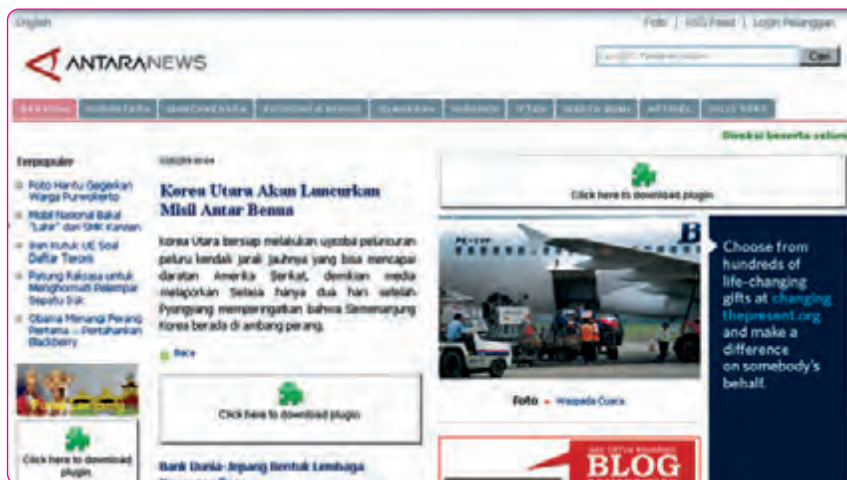 English
Foto | RSS Feed | Login Pelanggan
ANTARANEWS
Cari
Direksi beserta seluru
Terpopuler
Foto Hantu Gegerkan
Warga Purwokerto
Mobil Nasional Bakal
"Lahir" dari SMK Kanisan
Iran Kutuk UE Soal
Daftar Teroris
Patung Raksasa untuk
Menghormati Pelempar
Sepatu Irak
Obama Menangi Perang
Pertama -- Pertahankan
Blackberry
Click here to download
plugin
Korea Utara Akan Luncurkan
Misil Antar Benua
Korea Utara bersiap melakukan ujicoba peluncuran
peluru kendali jarak jauhnya yang bisa mencapai
daratan Amerika Serikat, demikian media
melaporkan Selasa hanya dua hari setelah
Pyongyang memperingatkan bahwa Semenanjung
Korea berada di ambang perang.
Baca
Click here to download plugin
Bank Dunia-Jepang Bentuk Lembaga
Click here to download plugin
B
Foto - Waspada Cuaca
BLOG
Choose from
hundreds of
life-changing
gifts at changing
thepresent.org
and make a
difference
on somebody's
behalf.